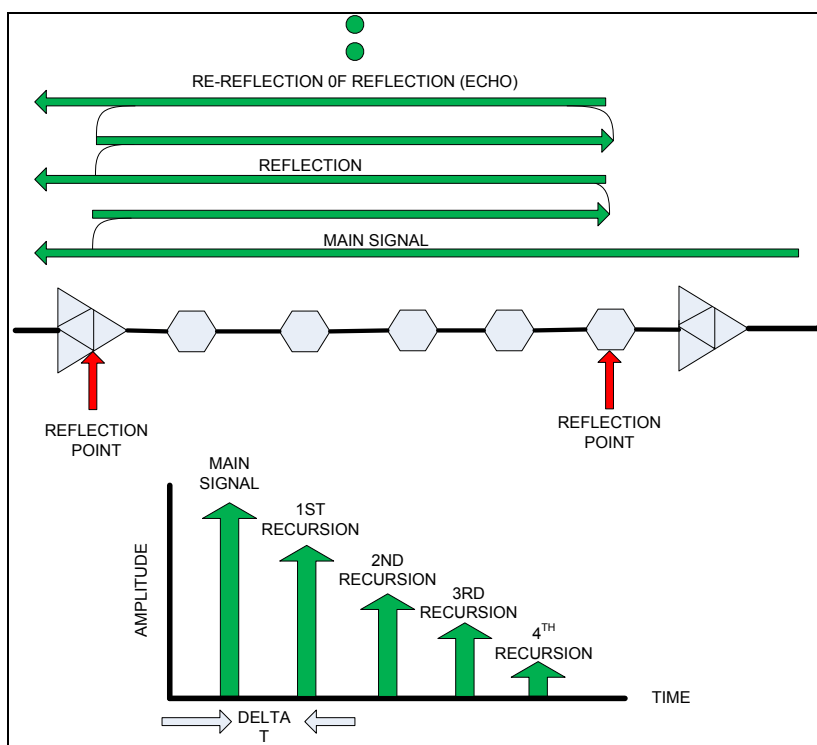 RE-REFLECTION 0F REFLECTION (ECHO)
REFLECTION
MAIN SIGNAL
REFLECTION
POINT
REFLECTION
POINT
MAIN
SIGNAL
1ST
RECURSION
2ND
RECURSION
3RD
RECURSION
4TH
RECURSION
AMPLITUDE
TIME
DELTA
T